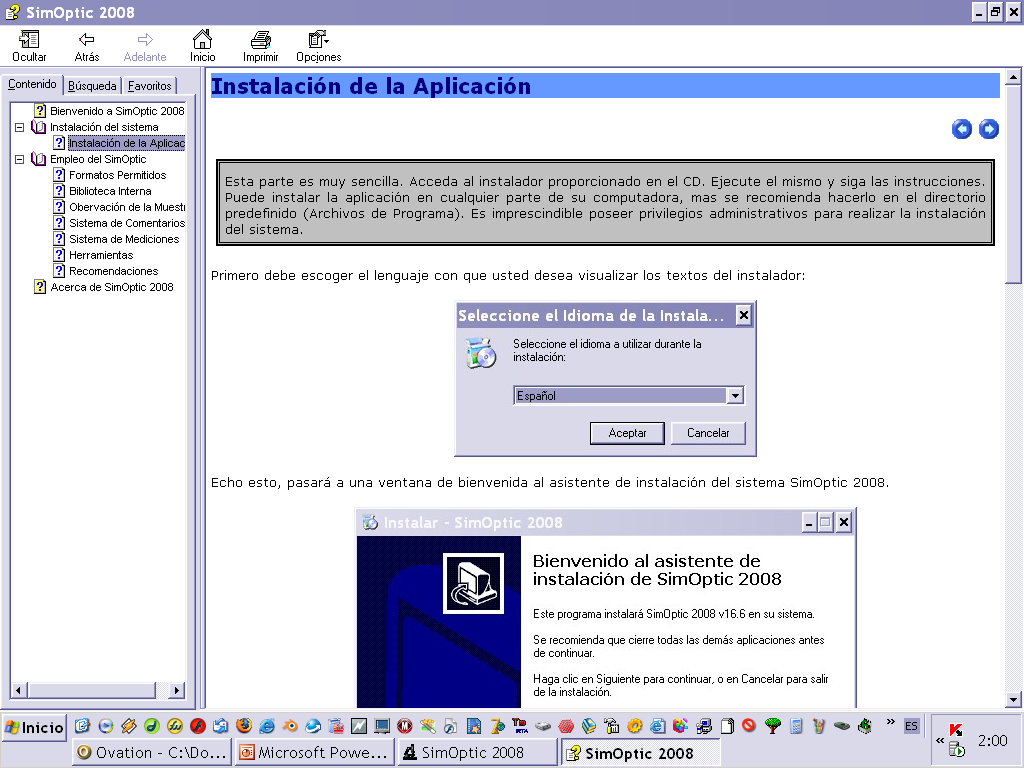 SimOptic 2008
Ocultar Atrás Adelante Inicio Imprimir Opciones
Contenido Búsqueda Favoritos
Bienvenido a SimOptic 2008
Instalación del sistema
Instalación de la Aplicac
Empleo del SimOptic
Formatos Permitidos
Biblioteca Interna
Obervación de la Muestr
Sistema de Comentarios
Sistema de Mediciones
Herramientas
Recomendaciones
Acerca de SimOptic 2008
Instalación de la Aplicación
Esta parte es muy sencilla. Acceda al instalador proporcionado en el CD. Ejecute el mismo y siga las instrucciones.
Puede instalar la aplicación en cualquier parte de su computadora, mas se recomienda hacerlo en el directorio
predefinido (Archivos de Programa). Es imprescindible poseer privilegios administrativos para realizar la instalación
del sistema.
Primero debe escoger el lenguaje con que usted desea visualizar los textos del instalador:
Seleccione el Idioma de la Instala...
Seleccione el idioma a utilizar durante la
instalación:
Español
Aceptar Cancelar
Echo esto, pasará a una ventana de bienvenida al asistente de instalación del sistema SimOptic 2008.
Instalar - SimOptic 2008
Bienvenido al asistente de
instalación de SimOptic 2008
Este programa instalará SimOptic 2008 v16.6 en su sistema.
Se recomienda que cierre todas las demás aplicaciones antes
de continuar.
Haga clic en Siguiente para continuar, o en Cancelar para salir
de la instalación.
Inicio ES 2:00
Ovation - C:\Do... Microsoft Powe... SimOptic 2008 SimOptic 2008